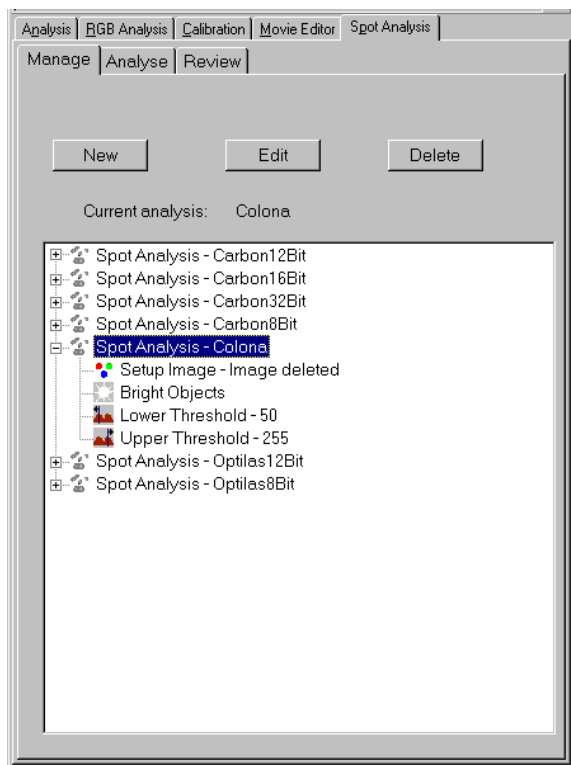 Analysis RGB Analysis Calibration Movie Editor Spot Analysis
Manage Analyse Review
New Edit Delete
Current analysis: Colona
Spot Analysis - Carbon12Bit
Spot Analysis - Carbon16Bit
Spot Analysis - Carbon32Bit
Spot Analysis - Carbon8Bit
Spot Analysis - Colona
Setup Image - Image deleted
Bright Objects
Lower Threshold - 50
Upper Threshold - 255
Spot Analysis - Optilas12Bit
Spot Analysis - Optilas8Bit